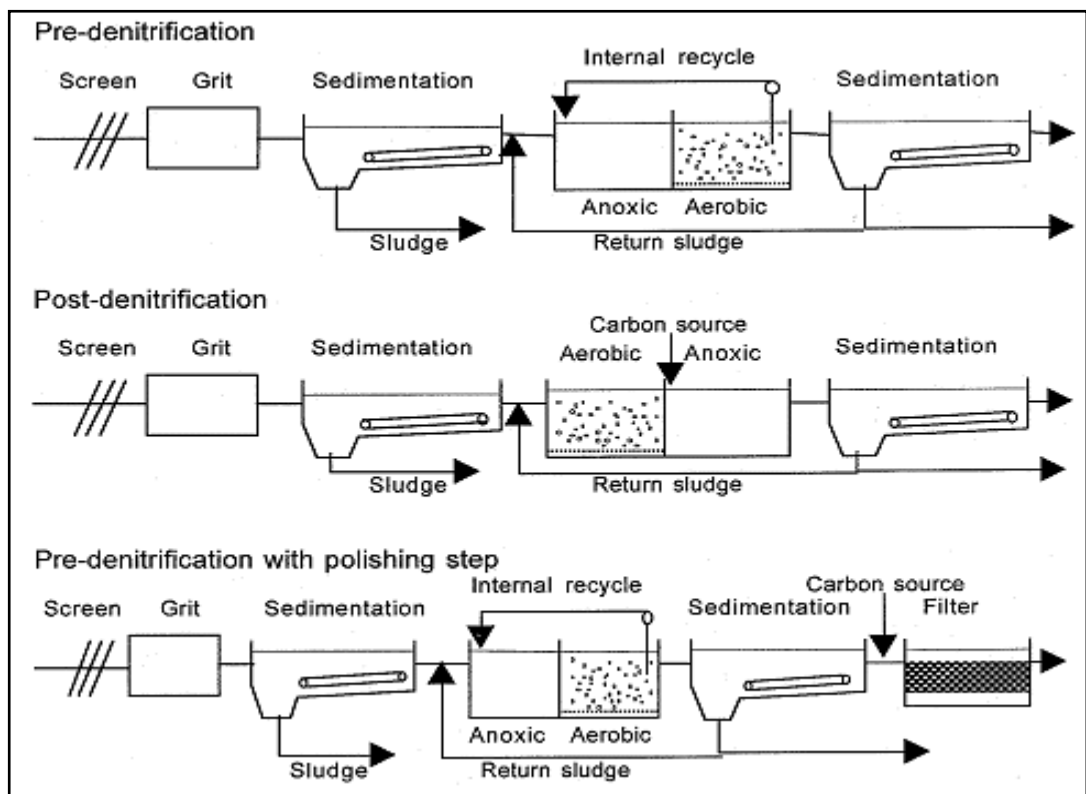 Pre-denitrification
Internal recycle
Screen Grit Sedimentation Sedimentation
Anoxic Aerobic
Sludge Return sludge
Post-denitrification
Carbon source
Screen Grit Sedimentation Aerobic Anoxic Sedimentation
Sludge Return sludge
Pre-denitrification with polishing step
Internal recycle Carbon source
Screen Grit Sedimentation Sedimentation Filter
Anoxic Aerobic
Sludge Return sludge